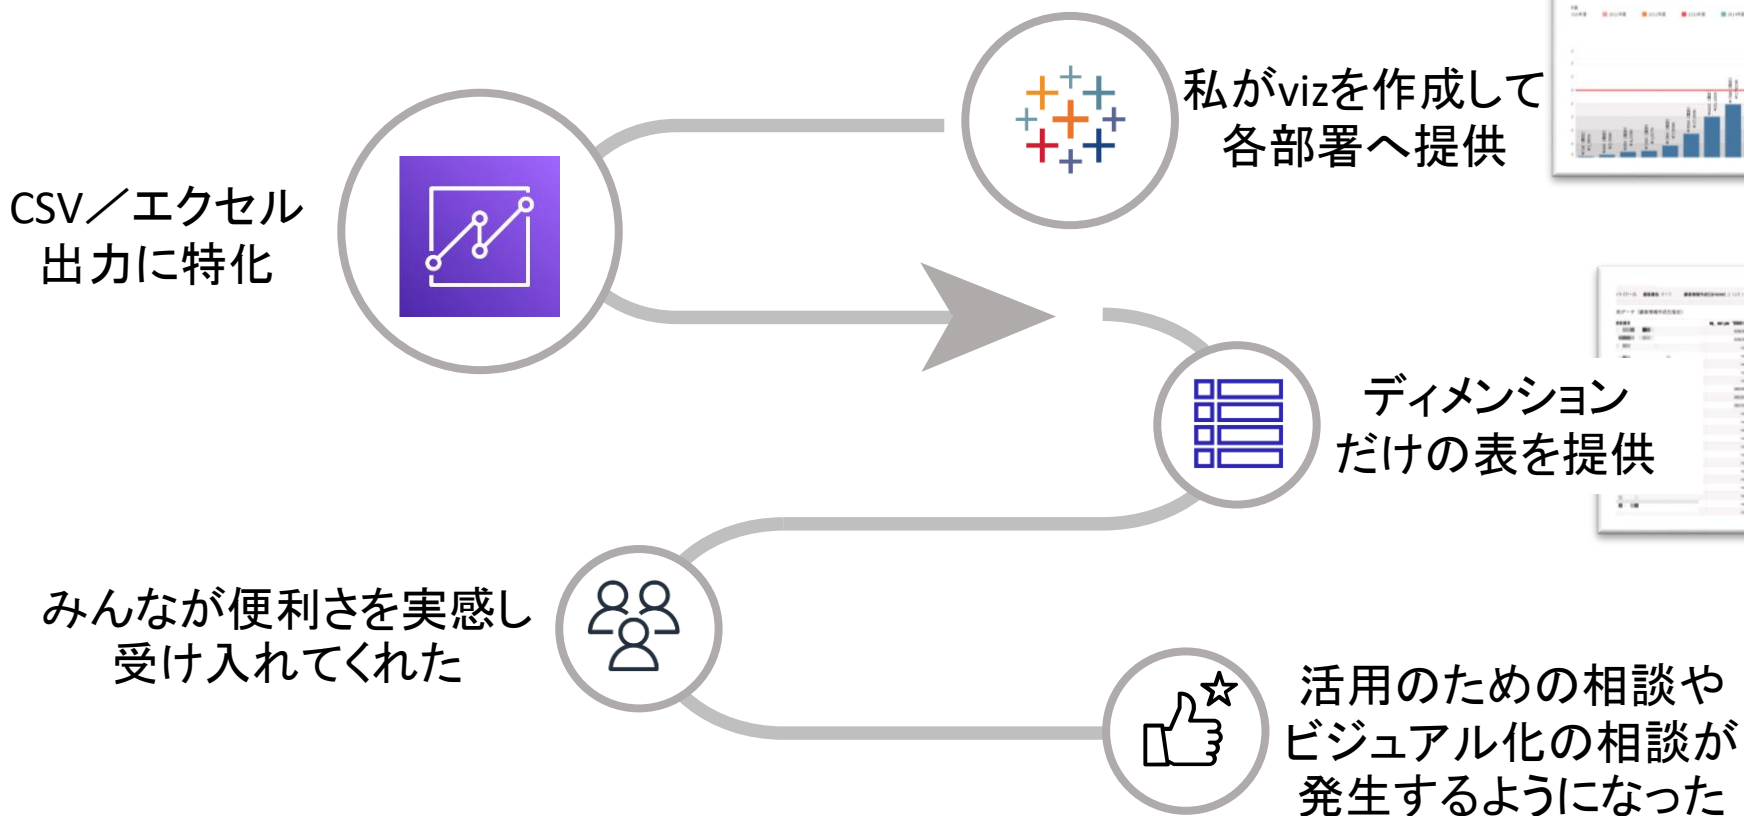 私がvizを作成して
各部署へ提供
CSV／エクセル
出力に特化
ディメンション
だけの表を提供
みんなが便利さを実感し
受け入れてくれた
活用のための相談や
ビジュアル化の相談が
発生するようになった